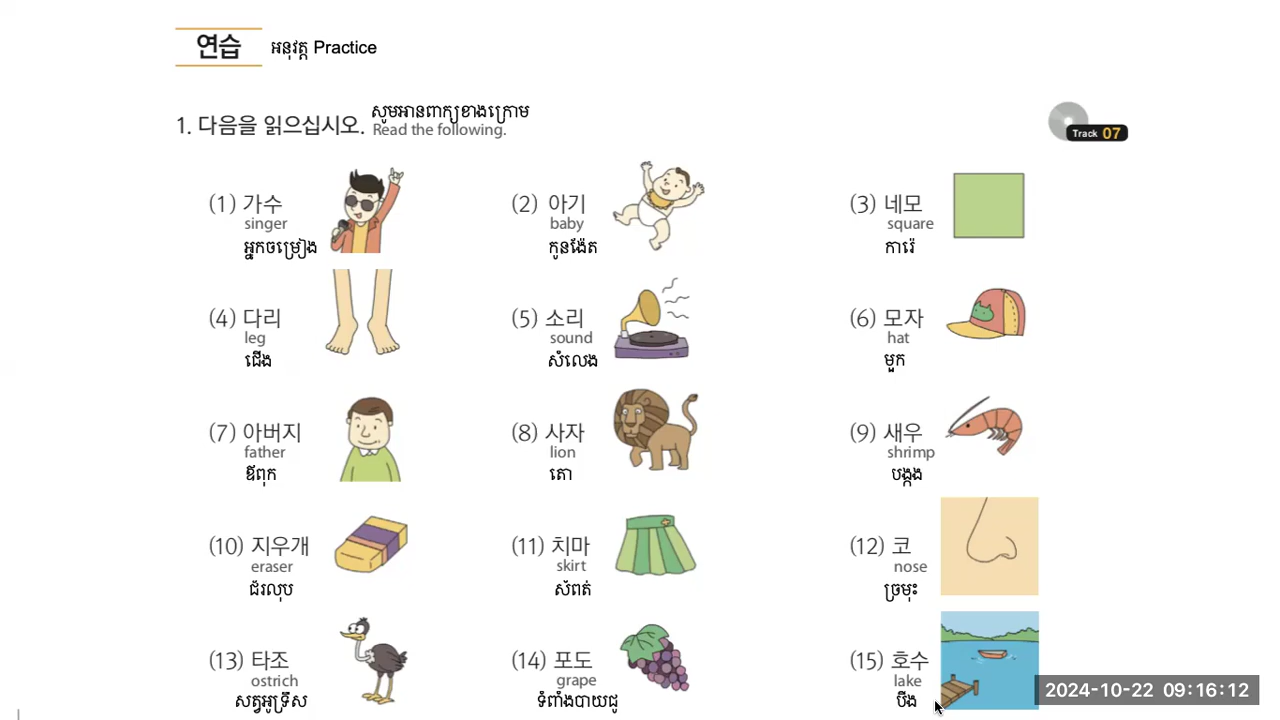 연습 អនុវត្ត Practice
1. 다음을 읽으십시오. សូមអានពាក្យខាងក្រោម
Read the following.
Track 07
(1) 가수
singer
អ្នកចម្រៀង
(2) 아기
baby
កូនង៉ែត
(3) 네모
square
ការ៉េ
(4) 다리
leg
ជើង
(5) 소리
sound
សំលេង
(6) 모자
hat
មួក
(7) 아버지
father
ឪពុក
(8) 사자
lion
តោ
(9) 새우
shrimp
បង្កង
(10) 지우개
eraser
ជ័រលុប
(11) 치마
skirt
សំពត់
(12) 코
nose
ច្រមុះ
(13) 타조
ostrich
សត្វអូទ្រីស
(14) 포도
grape
ទំពាំងបាយជូ
(15) 호수
lake
បឹង
2024-10-22 09:16:12